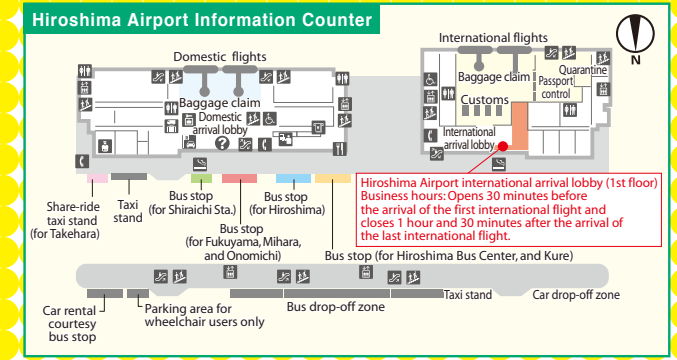 Hiroshima Airport Information Counter
Domestic flights
International flights
N
Baggage claim
Domestic
arrival lobby
?
Baggage claim
Quarantine
Passport
control
Customs
International
arrival lobby
Share-ride
taxi stand
(for Takehara)
Taxi
stand
Bus stop
(for Shiraichi Sta.)
Bus stop
(for Fukuyama, Mihara,
and Onomichi)
Bus stop
(for Hiroshima)
Bus stop (for Hiroshima Bus Center, and Kure)
Hiroshima Airport international arrival lobby (1st floor)
Business hours: Opens 30 minutes before
the arrival of the first international flight and
closes 1 hour and 30 minutes after the arrival of
the last international flight.
Car rental
courtesy
bus stop
Parking area for
wheelchair users only
Bus drop-off zone
Taxi stand
Car drop-off zone